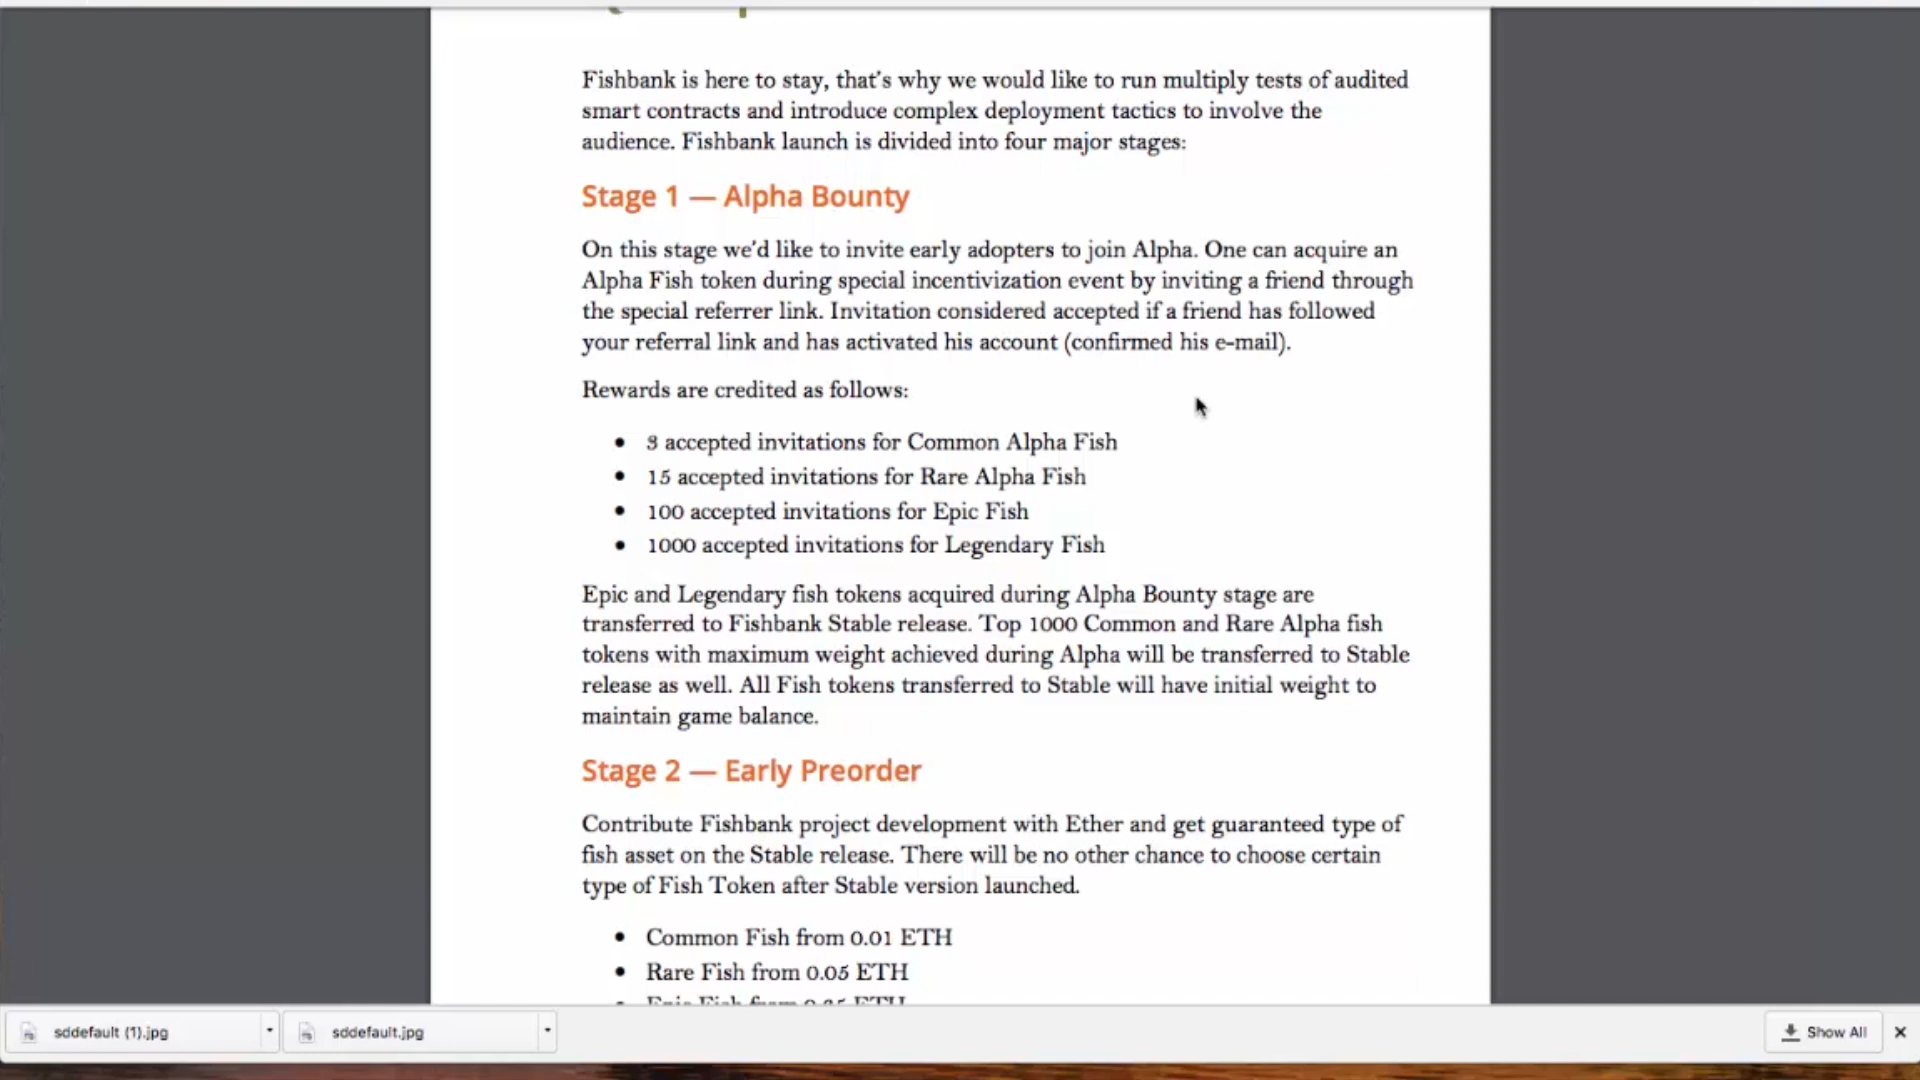 Fishbank is here to stay, that's why we would like to run multiply tests of audited
smart contracts and introduce complex deployment tactics to involve the
audience. Fishbank launch is divided into four major stages:
Stage 1 — Alpha Bounty
On this stage we'd like to invite early adopters to join Alpha. One can acquire an
Alpha Fish token during special incentivization event by inviting a friend through
the special referrer link. Invitation considered accepted if a friend has followed
your referral link and has activated his account (confirmed his e-mail).
Rewards are credited as follows:
• 3 accepted invitations for Common Alpha Fish
• 15 accepted invitations for Rare Alpha Fish
• 100 accepted invitations for Epic Fish
• 1000 accepted invitations for Legendary Fish
Epic and Legendary fish tokens acquired during Alpha Bounty stage are
transferred to Fishbank Stable release. Top 1000 Common and Rare Alpha fish
tokens with maximum weight achieved during Alpha will be transferred to Stable
release as well. All Fish tokens transferred to Stable will have initial weight to
maintain game balance.
Stage 2 — Early Preorder
Contribute Fishbank project development with Ether and get guaranteed type of
fish asset on the Stable release. There will be no other chance to choose certain
type of Fish Token after Stable version launched.
• Common Fish from 0.01 ETH
• Rare Fish from 0.05 ETH
• Epic Fish from ETH
sddefault (1).jpg
sddefault.jpg
Show All